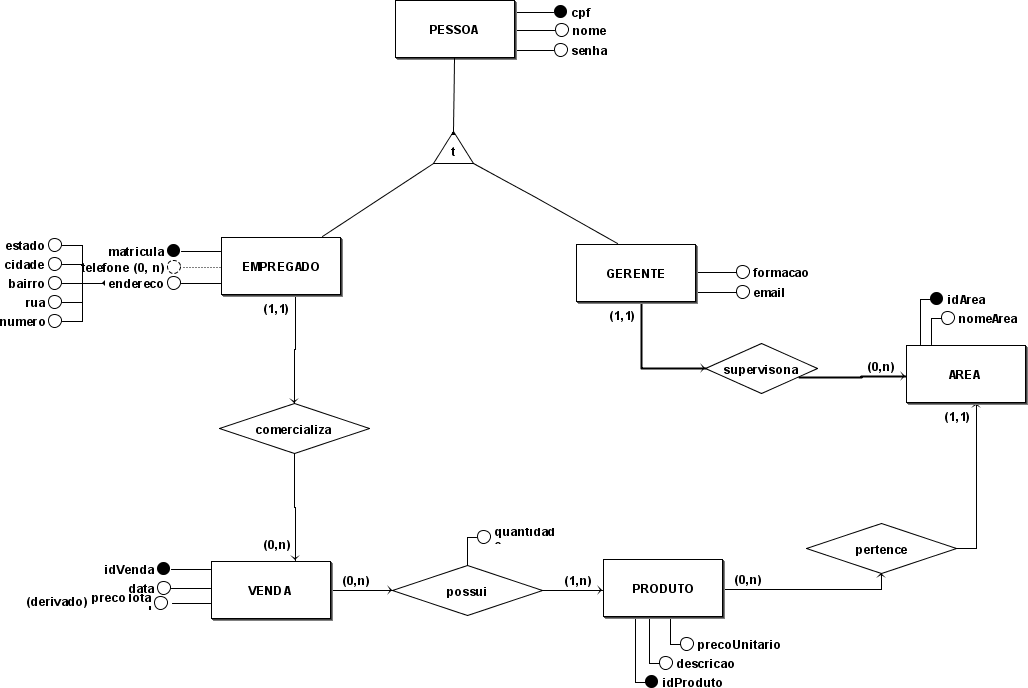 PESSOA
cpf
nome
senha
t
EMPREGADO
matricula
telefone (0, n)
endereco
estado
cidade
bairro
rua
numero
(1,1)
GERENTE
formacao
email
(1,1)
supervisona
(0,n)
AREA
idArea
nomeArea
(1,1)
comercializa
(0,n)
VENDA
idVenda
data
(derivado)
preco
(0,n)
possui
quantidad
(1,n)
PRODUTO
precoUnitario
descricao
idProduto
(0,n)
pertence